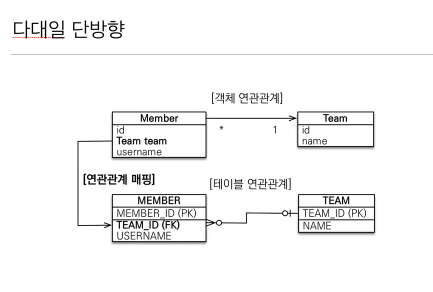 다대일 단방향
[객체 연관관계]
Member
id
Team team
username
* 1
Team
id
name
[연관관계 매핑]
[테이블 연관관계]
MEMBER
MEMBER_ID (PK)
TEAM_ID (FK)
USERNAME
TEAM
TEAM_ID (PK)
NAME